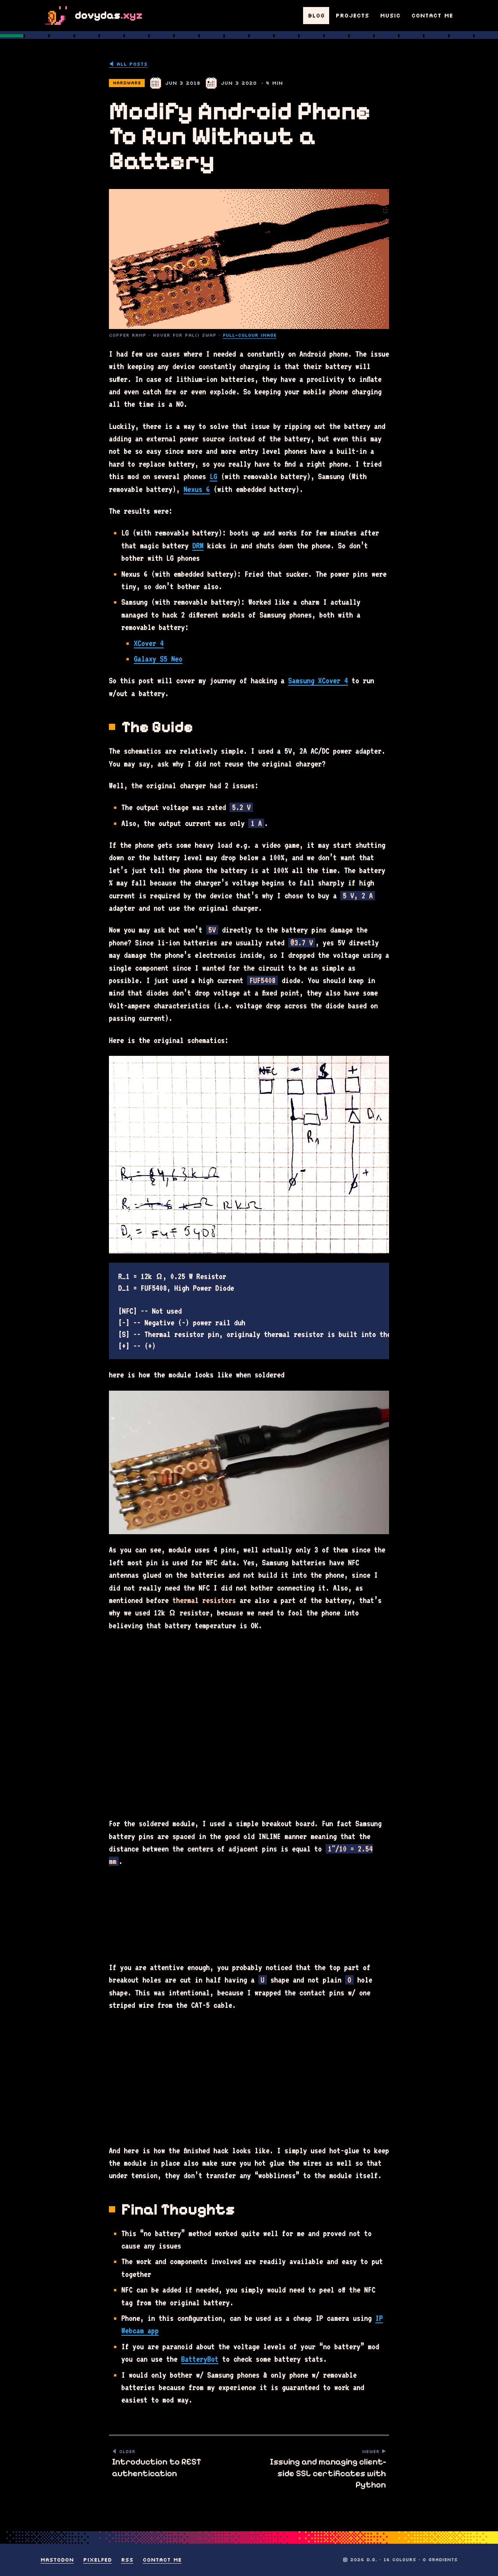 dovydas.xyz
BLOG PROJECTS MUSIC CONTACT ME
ALL POSTS
HARDWARE JUN 3 2018 JUN 3 2020 · 4 MIN
Modify Android Phone
To Run Without a
Battery
COPPER RAMP · HOVER FOR PAL11 SWAP · FULL-COLOUR IMAGE
I had few use cases where I needed a constantly on Android phone. The issue
with keeping any device constantly charging is that their battery will
suffer. In case of lithium-ion batteries, they have a proclivity to inflate
and even catch fire or even explode. So keeping your mobile phone charging
all the time is a NO.
Luckily, there is a way to solve that issue by ripping out the battery and
adding an external power source instead of the battery, but even this may
not be so easy since more and more entry level phones have a built-in a
hard to replace battery, so you really have to find a right phone. I tried
this mod on several phones LG (with removable battery), Samsung (With
removable battery), Nexus 6 (with embedded battery).
The results were:
LG (with removable battery): boots up and works for few minutes after
that magic battery DRM kicks in and shuts down the phone. So don't
bother with LG phones
Nexus 6 (with embedded battery): Fried that sucker. The power pins were
tiny, so don't bother also.
Samsung (with removable battery): Worked like a charm I actually
managed to hack 2 different models of Samsung phones, both with a
removable battery:
XCover 4
Galaxy S5 Neo
So this post will cover my journey of hacking a Samsung XCover 4 to run
w/out a battery.
The Guide
The schematics are relatively simple. I used a 5V, 2A AC/DC power adapter.
You may say, ask why I did not reuse the original charger?
Well, the original charger had 2 issues:
The output voltage was rated 5.2 V
Also, the output current was only 1 A.
If the phone gets some heavy load e.g. a video game, it may start shutting
down or the battery level may drop below a 100%, and we don't want that
let's just tell the phone the battery is at 100% all the time. The battery
% may fall because the charger's voltage begins to fall sharply if high
current is required by the device that's why I chose to buy a 5 V, 2 A
adapter and not use the original charger.
Now you may ask but won't 5V directly to the battery pins damage the
phone? Since li-ion batteries are usually rated @3.7 V, yes 5V directly
may damage the phone's electronics inside, so I dropped the voltage using a
single component since I wanted for the circuit to be as simple as
possible. I just used a high current FUF5408 diode. You should keep in
mind that diodes don't drop voltage at a fixed point, they also have some
Volt-ampere characteristics (i.e. voltage drop across the diode based on
passing current).
Here is the original schematics:
NFC - S +
D1
R1
- +
12 kΩ
D1 = FUF5408
R_1 = 12k Ω, 0.25 W Resistor
D_1 = FUF5408, High Power Diode
[NFC] -- Not used
[-] -- Negative (-) power rail duh
[S] -- Thermal resistor pin, originaly thermal resistor is built into the
[+] -- (+)
here is how the module looks like when soldered
As you can see, module uses 4 pins, well actually only 3 of them since the
left most pin is used for NFC data. Yes, Samsung batteries have NFC
antennas glued on the batteries and not build it into the phone, since I
did not really need the NFC I did not bother connecting it. Also, as
mentioned before thermal resistors are also a part of the battery, that's
why we used 12k Ω resistor, because we need to fool the phone into
believing that battery temperature is OK.
For the soldered module, I used a simple breakout board. Fun fact Samsung
battery pins are spaced in the good old INLINE manner meaning that the
distance between the centers of adjacent pins is equal to 1"/10 = 2.54
mm.
If you are attentive enough, you probably noticed that the top part of
breakout holes are cut in half having a U shape and not plain O hole
shape. This was intentional, because I wrapped the contact pins w/ one
striped wire from the CAT-5 cable.
And here is how the finished hack looks like. I simply used hot-glue to keep
the module in place also make sure you hot glue the wires as well so that
under tension, they don't transfer any "wobbliness" to the module itself.
Final Thoughts
This "no battery" method worked quite well for me and proved not to
cause any issues
The work and components involved are readily available and easy to put
together
NFC can be added if needed, you simply would need to peel off the NFC
tag from the original battery.
Phone, in this configuration, can be used as a cheap IP camera using IP
Webcam app
If you are paranoid about the voltage levels of your "no battery" mod
you can use the BatteryBot to check some battery stats.
I would only bother w/ Samsung phones & only phone w/ removable
batteries because from my experience it is guaranteed to work and
easiest to mod way.
OLDER
Introduction to REST
authentication
NEWER
Issuing and managing client-
side SSL certificates with
Python
MASTODON PIXELFED RSS CONTACT ME
© 2026 D.G. · 16 COLOURS · 0 GRADIENTS